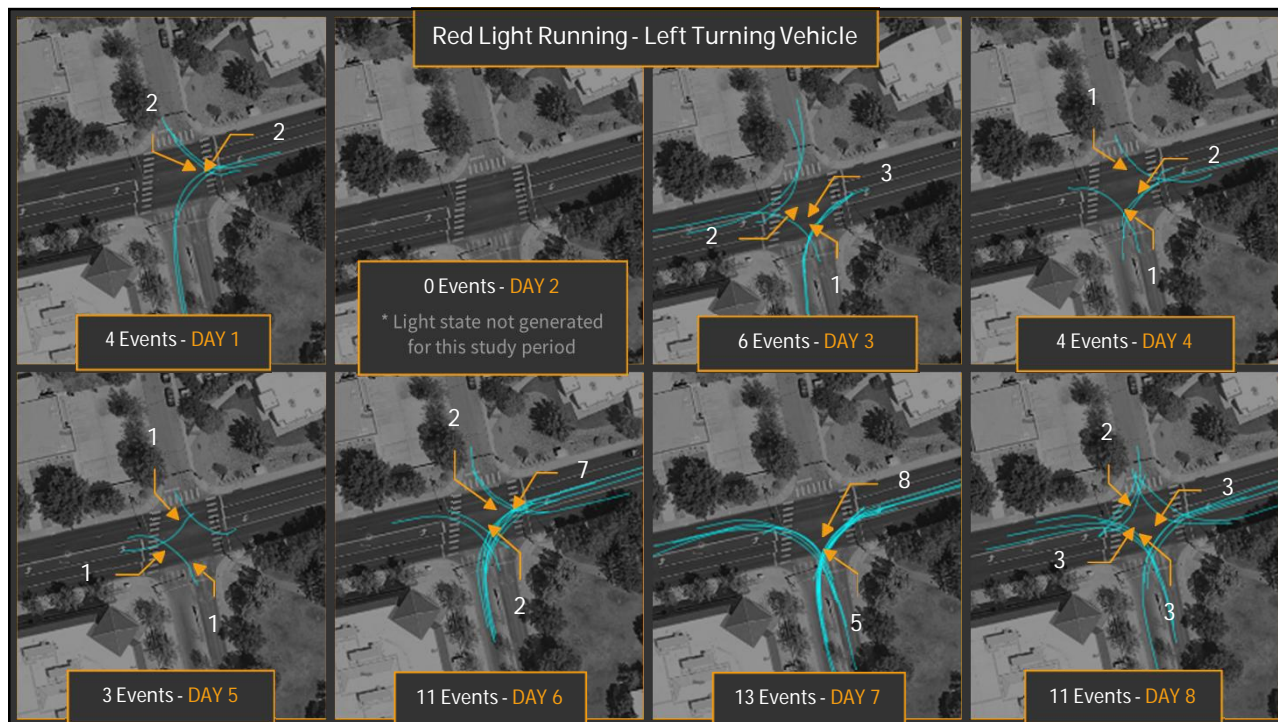 Red Light Running - Left Turning Vehicle
2
2
4 Events - DAY 1
0 Events - DAY 2
* Light state not generated
for this study period
3
2
1
6 Events - DAY 3
1
2
1
4 Events - DAY 4
1
1
1
3 Events - DAY 5
2
7
2
11 Events - DAY 6
8
5
13 Events - DAY 7
2
3
3
3
11 Events - DAY 8